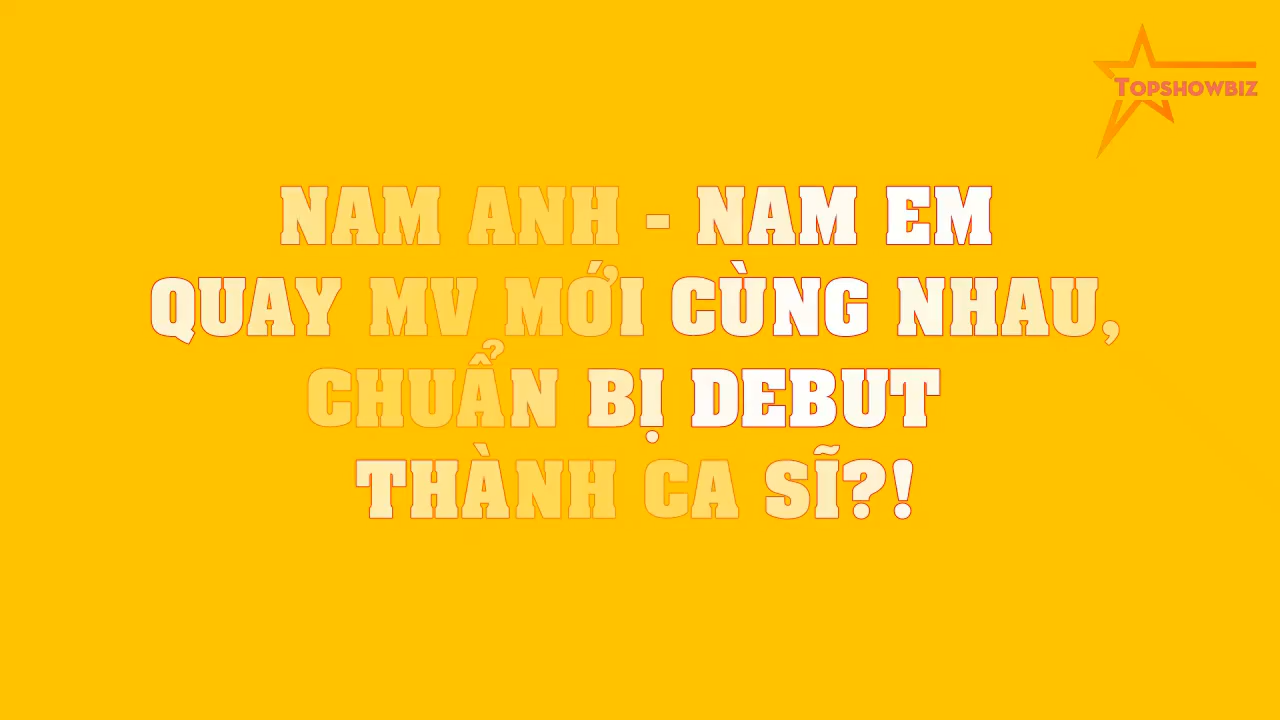 TOPSHOWBIZ
NAM ANH - NAM EM
QUAY MV MỚI CÙNG NHAU,
CHUẨN BỊ DEBUT
THÀNH CA SĨ?!